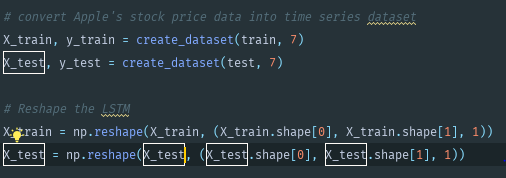 # convert Apple's stock price data into time series dataset
X_train, y_train = create_dataset(train, 7)
X_test, y_test = create_dataset(test, 7)
# Reshape the LSTM
X_train = np.reshape(X_train, (X_train.shape[0], X_train.shape[1], 1))
X_test = np.reshape(X_test, (X_test.shape[0], X_test.shape[1], 1))